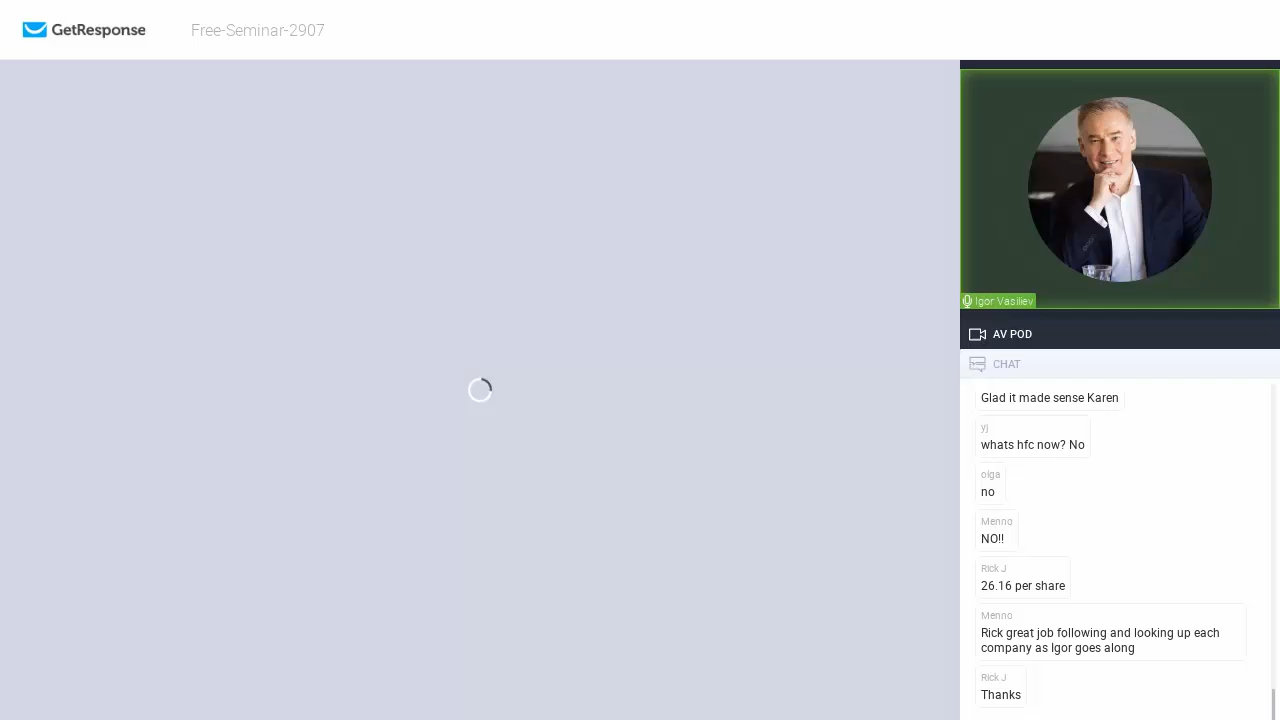 GetResponse
Free-Seminar-2907
Igor Vasiliev
AV POD
CHAT
Glad it made sense Karen
yj
whats hfc now? No
olga
no
Menno
NO!!
Rick J
26.16 per share
Menno
Rick great job following and looking up each
company as Igor goes along
Rick J
Thanks